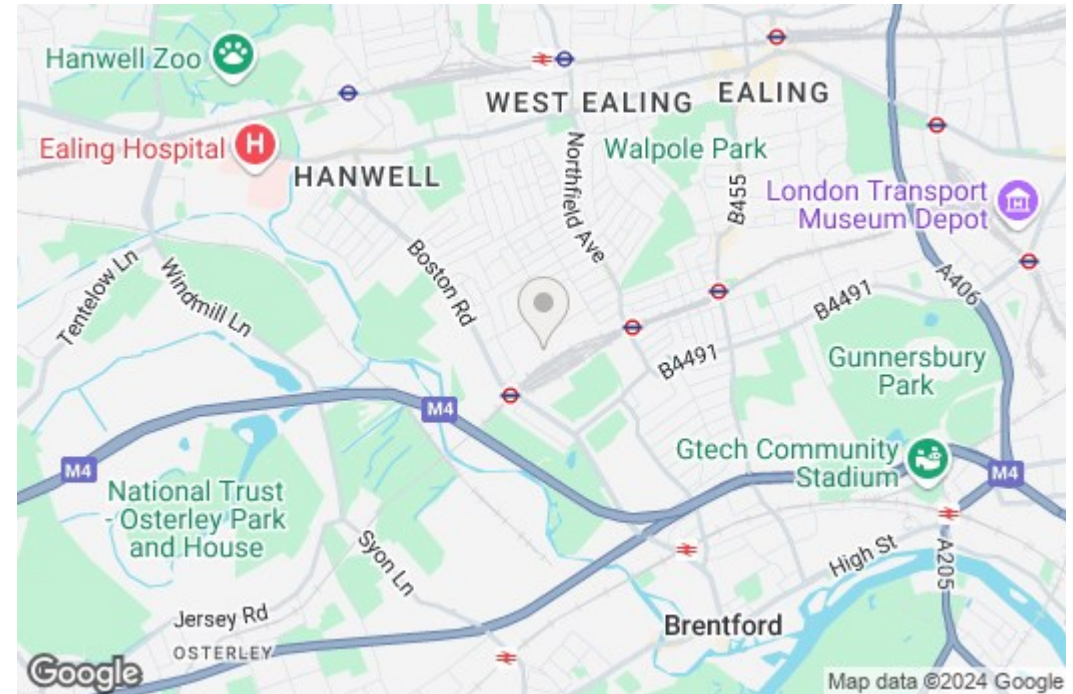 Hanwell Zoo
WEST EALING
EALING
Ealing Hospital
H
HANWELL
Northfield Ave
Walpole Park
B455
London Transport
Museum Depot
Tentelow Ln
Windmill Ln
Boston Rd
A406
B4491
B4491
Gunnersbury
Park
M4
M4
Gtech Community
Stadium
M4
National Trust
- Osterley Park
and House
Syon Ln
High St
A205
Jersey Rd
OSTERLEY
Brentford
Google
Map data ©2024 Google